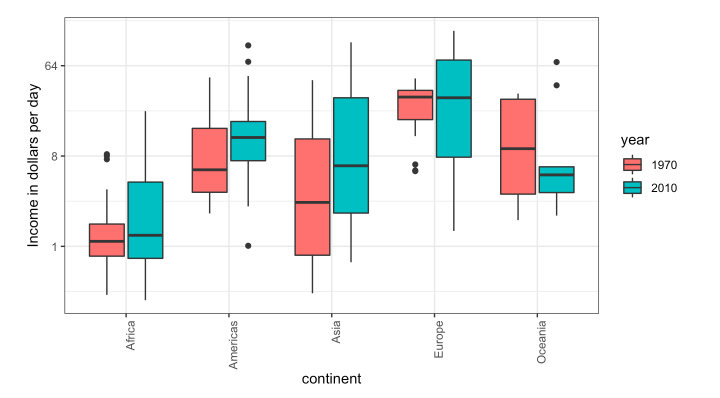 Income in dollars per day
64
8
1
Africa
Americas
Asia
Europe
Oceania
continent
year
1970
2010